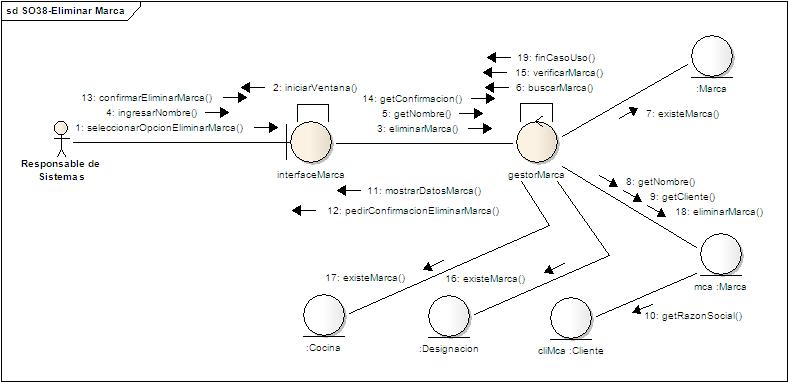 sd SO38-Eliminar Marca
19: finCasoUso()
15: verificarMarca()
6: buscarMarca()
:Marca
2: iniciarVentana()
13: confirmarEliminarMarca()
14: getConfirmacion()
4: ingresarNombre()
5: getNombre()
7: existeMarca()
1: seleccionarOpcionEliminarMarca()
3: eliminarMarca()
Responsable de
Sistemas
interfaceMarca
gestorMarca
8: getNombre()
11: mostrarDatosMarca()
9: getCliente()
12: pedirConfirmacionEliminarMarca()
18: eliminarMarca()
17: existeMarca()
16: existeMarca()
mca :Marca
10: getRazonSocial()
:Cocina
:Designacion
cliMca :Cliente